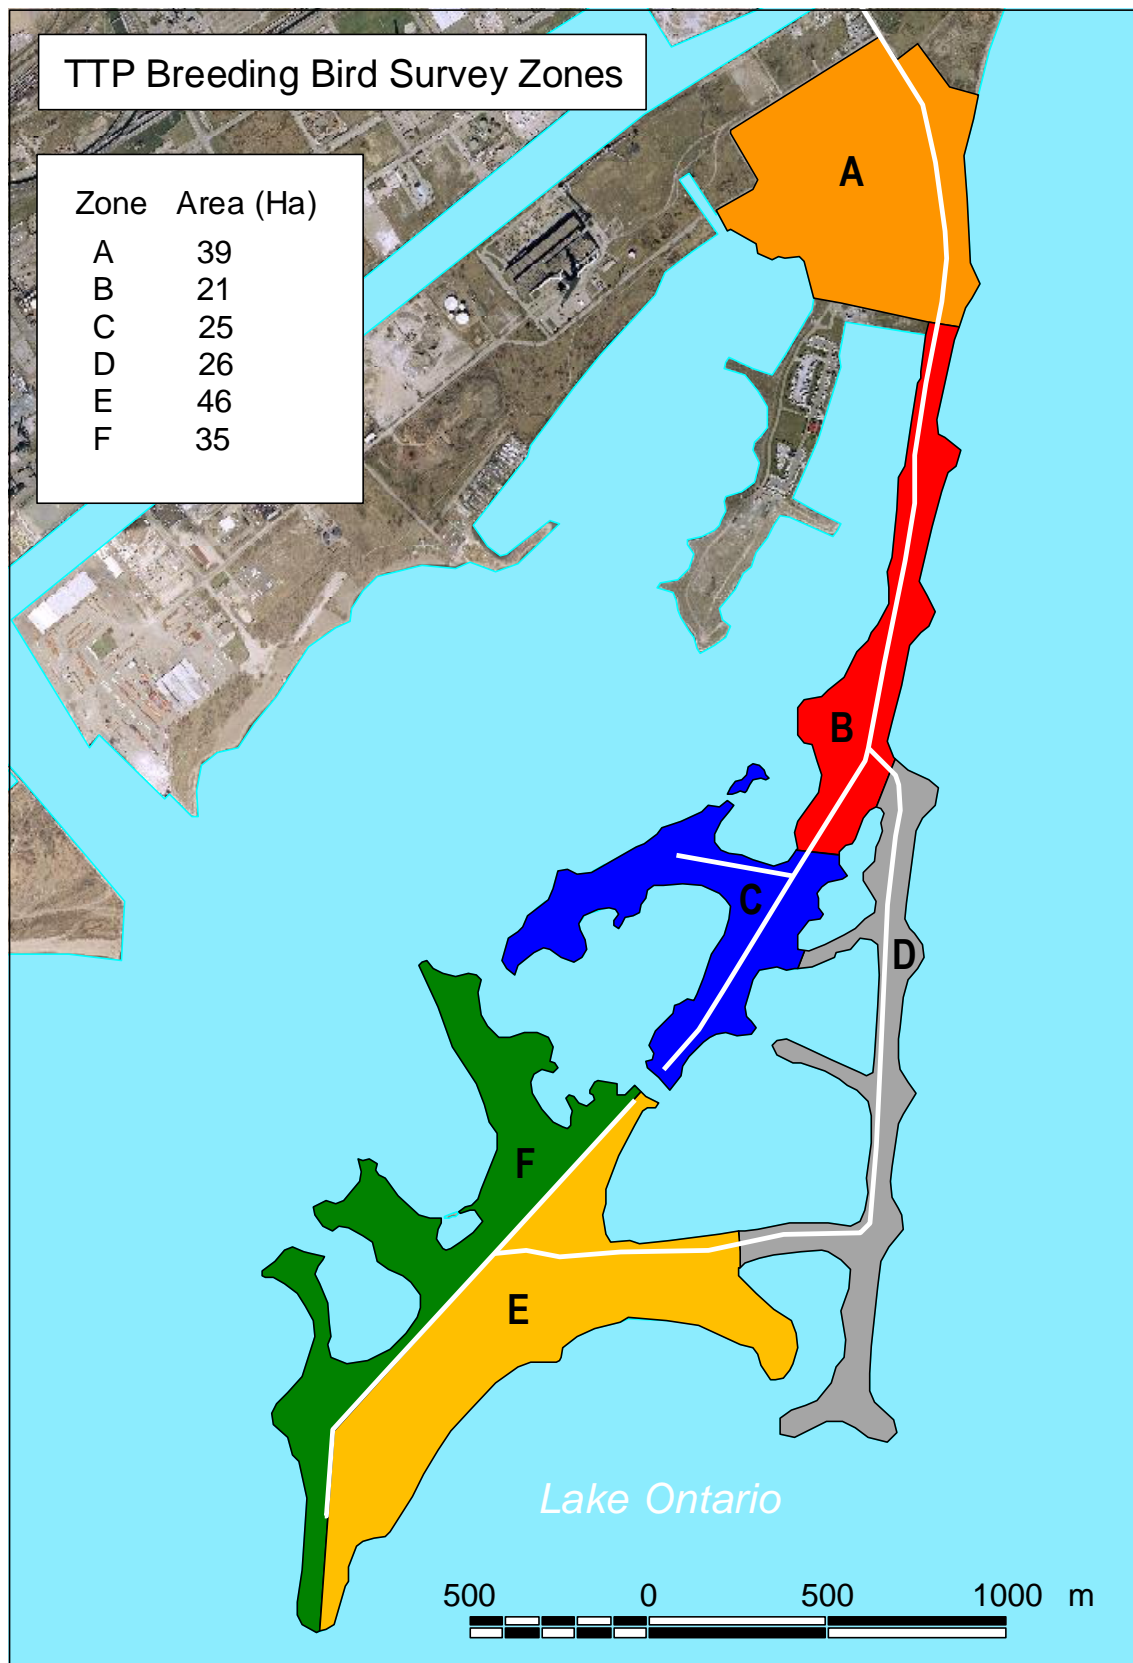 TTP Breeding Bird Survey Zones
Zone Area (Ha)
A 39
B 21
C 25
D 26
E 46
F 35
A
B
C
D
F
E
Lake Ontario
500 0 500 1000 m